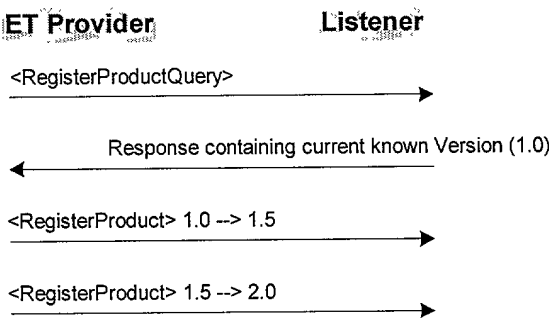 ET Provider Listener
<RegisterProductQuery>
Response containing current known Version (1.0)
<RegisterProduct> 1.0 --> 1.5
<RegisterProduct> 1.5 --> 2.0